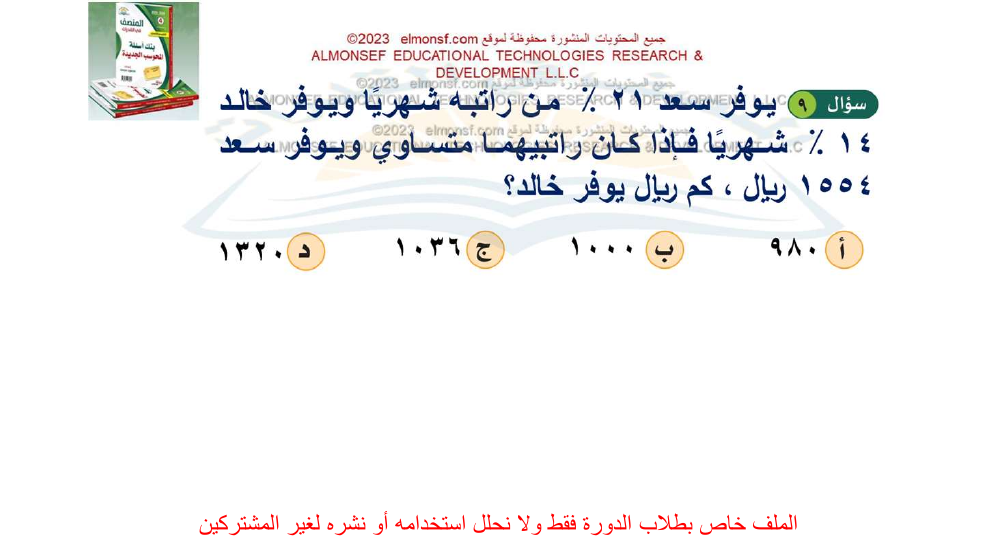 جميع المحتويات المنشورة محفوظة لموقع elmonsf.com ©2023
ALMONSEF EDUCATIONAL TECHNOLOGIES RESEARCH &
DEVELOPMENT L.L.C
المنصف
بنك أسئلة
المحوسب الجديدة
سؤال ٩ يوفر سعد ٢١ ٪ من راتبه شهريًا ويوفر خالد
١٤ ٪ شهريًا فإذا كان راتبيهما متساوي ويوفر سعد
١٥٥٤ ريال ، كم ريال يوفر خالد؟
أ ٩٨٠
ب ١٠٠٠
ج ١٠٣٦
د ١٣٢٠
الملف خاص بطلاب الدورة فقط ولا نحلل استخدامه أو نشره لغير المشتركين